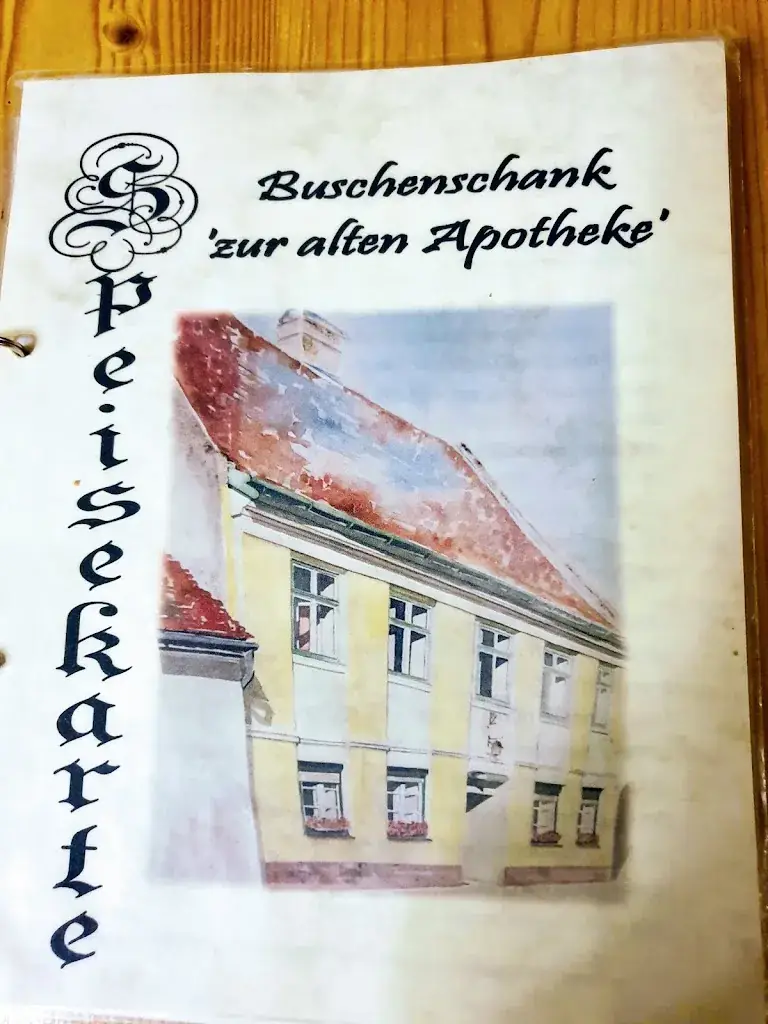 Buschenschank
'zur alten Apotheke'
Speisekarte